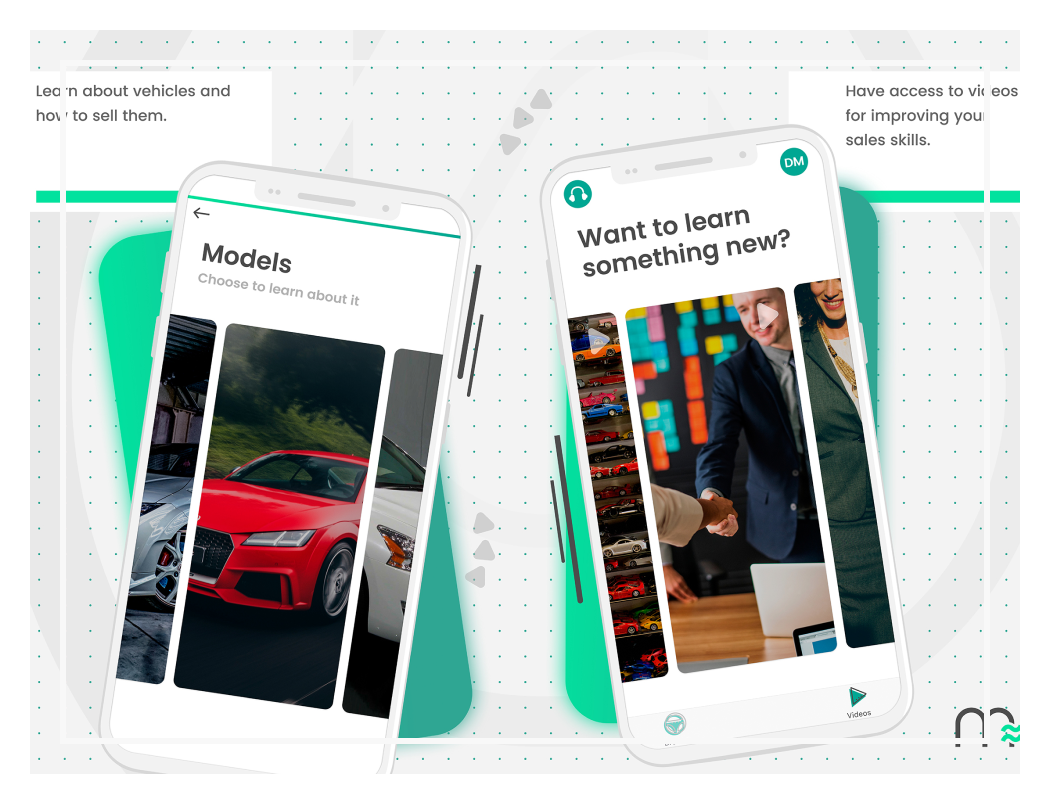 Learn about vehicles and
how to sell them.
Have access to videos
for improving your
sales skills.
Models
Choose to learn about it
DM
Want to learn
something new?
Videos